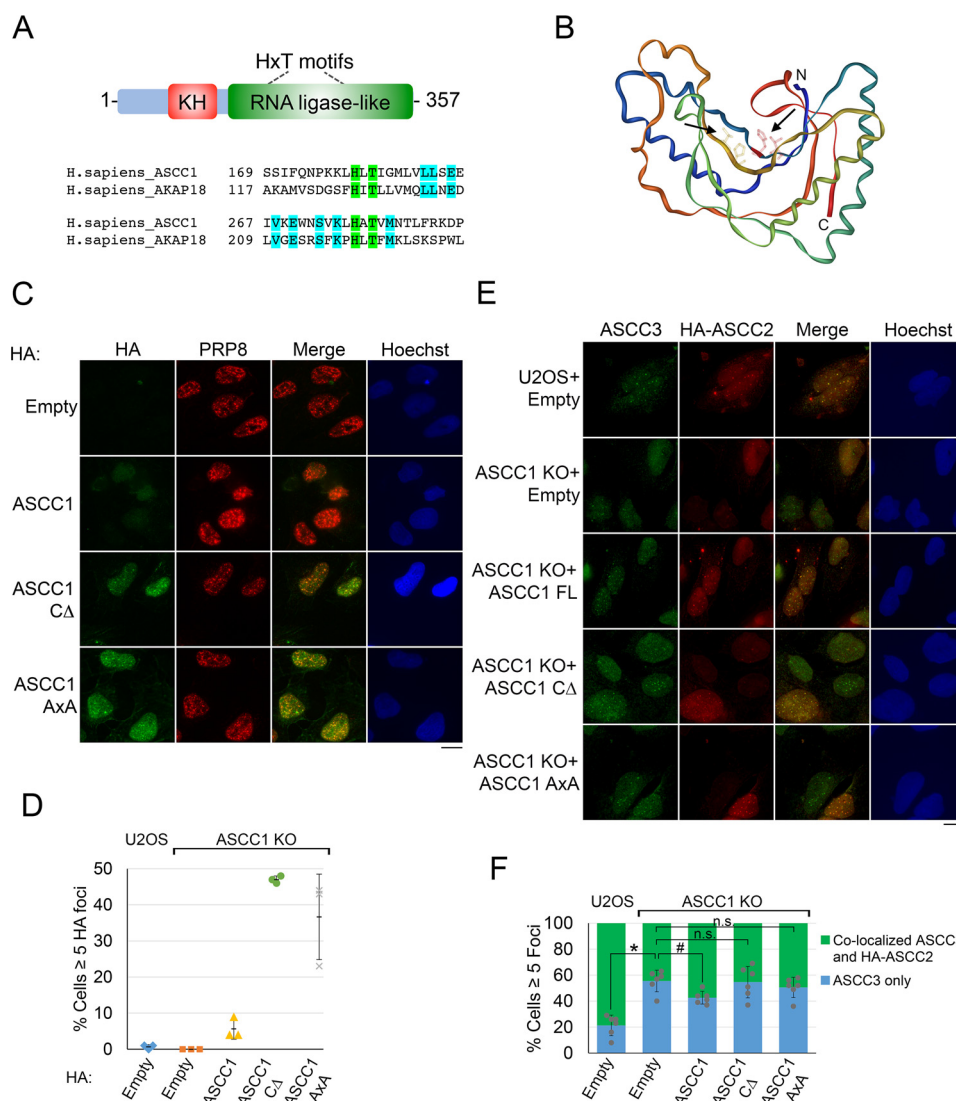 A
HxT motifs
1- KH RNA ligase-like - 357
H.sapiens_ASCC1 169 SSIFQNPKKLHLTIGMLVLLSEE
H.sapiens_AKAP18 117 AKAMVSDGSFHITLLVMQLLNED
H.sapiens_ASCC1 267 IVKEWNSVKLHATVMNTLFRKDP
H.sapiens_AKAP18 209 LVGESRSFKPHLTFMKLSKSPWL
B
N
C
C
HA: HA PRP8 Merge Hoechst
Empty
ASCC1
ASCC1
CΔ
ASCC1
AxA
D
U2OS ASCC1 KO
% Cells ≥ 5 HA foci
50
40
30
20
10
0
HA: Empty Empty ASCC1 ASCC1 CΔ ASCC1 AxA
E
ASCC3 HA-ASCC2 Merge Hoechst
U2OS+
Empty
ASCC1 KO+
Empty
ASCC1 KO+
ASCC1 FL
ASCC1 KO+
ASCC1 CΔ
ASCC1 KO+
ASCC1 AxA
F
U2OS ASCC1 KO
% Cells ≥ 5 Foci
100
80
60
40
20
0
n.s.
n.s.
* #
Co-localized ASCC
and HA-ASCC2
ASCC3 only
Empty Empty ASCC1 ASCC1 CΔ ASCC1 AxA